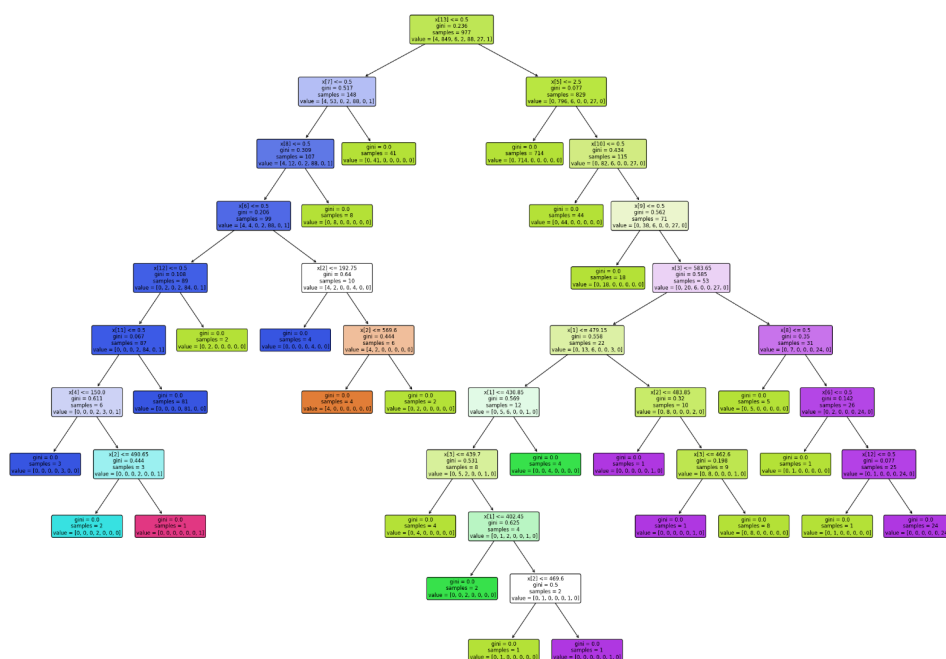 x[13] <= 0.5
gini = 0.236
samples = 977
value = [4, 849, 6, 2, 88, 27, 1]
x[7] <= 0.5
gini = 0.517
samples = 148
value = [4, 53, 0, 2, 88, 0, 1]
x[5] <= 2.5
gini = 0.077
samples = 829
value = [0, 796, 6, 0, 0, 27, 0]
x[8] <= 0.5
gini = 0.309
samples = 107
value = [4, 12, 0, 2, 88, 0, 1]
gini = 0.0
samples = 41
value = [0, 41, 0, 0, 0, 0, 0]
gini = 0.0
samples = 714
value = [0, 714, 0, 0, 0, 0, 0]
x[10] <= 0.5
gini = 0.434
samples = 115
value = [0, 82, 6, 0, 0, 27, 0]
x[6] <= 0.5
gini = 0.206
samples = 99
value = [4, 4, 0, 2, 88, 0, 1]
gini = 0.0
samples = 8
value = [0, 8, 0, 0, 0, 0, 0]
gini = 0.0
samples = 44
value = [0, 44, 0, 0, 0, 0, 0]
x[9] <= 0.5
gini = 0.562
samples = 71
value = [0, 38, 6, 0, 0, 27, 0]
x[12] <= 0.5
gini = 0.108
samples = 89
value = [0, 2, 0, 2, 84, 0, 1]
x[2] <= 192.75
gini = 0.64
samples = 10
value = [4, 2, 0, 0, 4, 0, 0]
gini = 0.0
samples = 18
value = [0, 18, 0, 0, 0, 0, 0]
x[3] <= 583.65
gini = 0.585
samples = 53
value = [0, 20, 6, 0, 0, 27, 0]
x[11] <= 0.5
gini = 0.067
samples = 87
value = [0, 0, 0, 2, 84, 0, 1]
gini = 0.0
samples = 2
value = [0, 2, 0, 0, 0, 0, 0]
gini = 0.0
samples = 4
value = [0, 0, 0, 0, 4, 0, 0]
x[2] <= 569.6
gini = 0.444
samples = 6
value = [4, 2, 0, 0, 0, 0, 0]
x[1] <= 479.15
gini = 0.558
samples = 22
value = [0, 13, 6, 0, 0, 3, 0]
x[8] <= 0.5
gini = 0.35
samples = 31
value = [0, 7, 0, 0, 0, 24, 0]
x[4] <= 150.0
gini = 0.611
samples = 6
value = [0, 0, 0, 2, 3, 0, 1]
gini = 0.0
samples = 81
value = [0, 0, 0, 0, 81, 0, 0]
gini = 0.0
samples = 4
value = [4, 0, 0, 0, 0, 0, 0]
gini = 0.0
samples = 2
value = [0, 2, 0, 0, 0, 0, 0]
x[1] <= 430.85
gini = 0.569
samples = 12
value = [0, 5, 6, 0, 0, 1, 0]
x[2] <= 483.85
gini = 0.32
samples = 10
value = [0, 8, 0, 0, 0, 2, 0]
gini = 0.0
samples = 5
value = [0, 5, 0, 0, 0, 0, 0]
x[6] <= 0.5
gini = 0.142
samples = 26
value = [0, 2, 0, 0, 0, 24, 0]
gini = 0.0
samples = 3
value = [0, 0, 0, 0, 3, 0, 0]
x[2] <= 490.65
gini = 0.444
samples = 3
value = [0, 0, 0, 2, 0, 0, 1]
x[3] <= 439.7
gini = 0.531
samples = 8
value = [0, 5, 2, 0, 0, 1, 0]
gini = 0.0
samples = 4
value = [0, 0, 4, 0, 0, 0, 0]
gini = 0.0
samples = 1
value = [0, 0, 0, 0, 0, 1, 0]
x[3] <= 462.6
gini = 0.198
samples = 9
value = [0, 8, 0, 0, 0, 1, 0]
gini = 0.0
samples = 1
value = [0, 1, 0, 0, 0, 0, 0]
x[12] <= 0.5
gini = 0.077
samples = 25
value = [0, 1, 0, 0, 0, 24, 0]
gini = 0.0
samples = 2
value = [0, 0, 0, 2, 0, 0, 0]
gini = 0.0
samples = 1
value = [0, 0, 0, 0, 0, 0, 1]
gini = 0.0
samples = 4
value = [0, 4, 0, 0, 0, 0, 0]
x[1] <= 402.45
gini = 0.625
samples = 4
value = [0, 1, 2, 0, 0, 1, 0]
gini = 0.0
samples = 1
value = [0, 0, 0, 0, 0, 1, 0]
gini = 0.0
samples = 8
value = [0, 8, 0, 0, 0, 0, 0]
gini = 0.0
samples = 1
value = [0, 1, 0, 0, 0, 0, 0]
gini = 0.0
samples = 24
value = [0, 0, 0, 0, 0, 24
gini = 0.0
samples = 2
value = [0, 0, 2, 0, 0, 0, 0]
x[2] <= 469.6
gini = 0.5
samples = 2
value = [0, 1, 0, 0, 0, 1, 0]
gini = 0.0
samples = 1
value = [0, 1, 0, 0, 0, 0, 0]
gini = 0.0
samples = 1
value = [0, 0, 0, 0, 0, 1, 0]